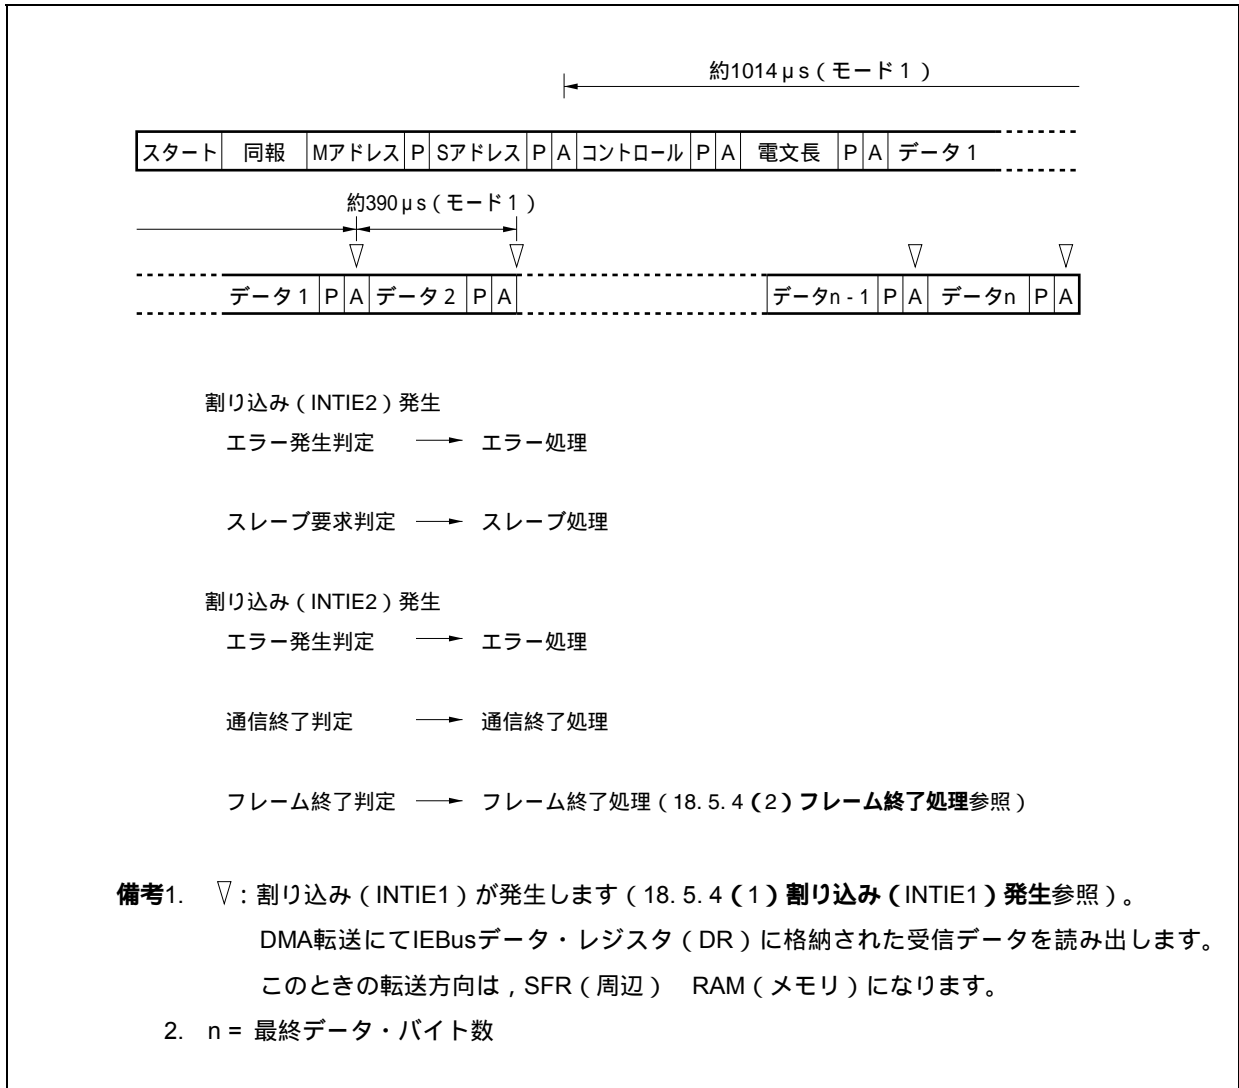 約1014μs(モード1)
スタート 同報 Mアドレス P Sアドレス P A コントロール P A 電文長 P A データ1
約390μs(モード1)
データ1 P A データ2 P A データn-1 P A データn P A
割り込み(INTIE2)発生
エラー発生判定 → エラー処理
スレーブ要求判定 → スレーブ処理
割り込み(INTIE2)発生
エラー発生判定 → エラー処理
通信終了判定 → 通信終了処理
フレーム終了判定 → フレーム終了処理(18.5.4(2)フレーム終了処理参照)
備考1. ▽:割り込み(INTIE1)が発生します(18.5.4(1)割り込み(INTIE1)発生参照)。
DMA転送にてIEBusデータ・レジスタ(DR)に格納された受信データを読み出します。
このときの転送方向は,SFR(周辺) RAM(メモリ)になります。
2. n = 最終データ・バイト数